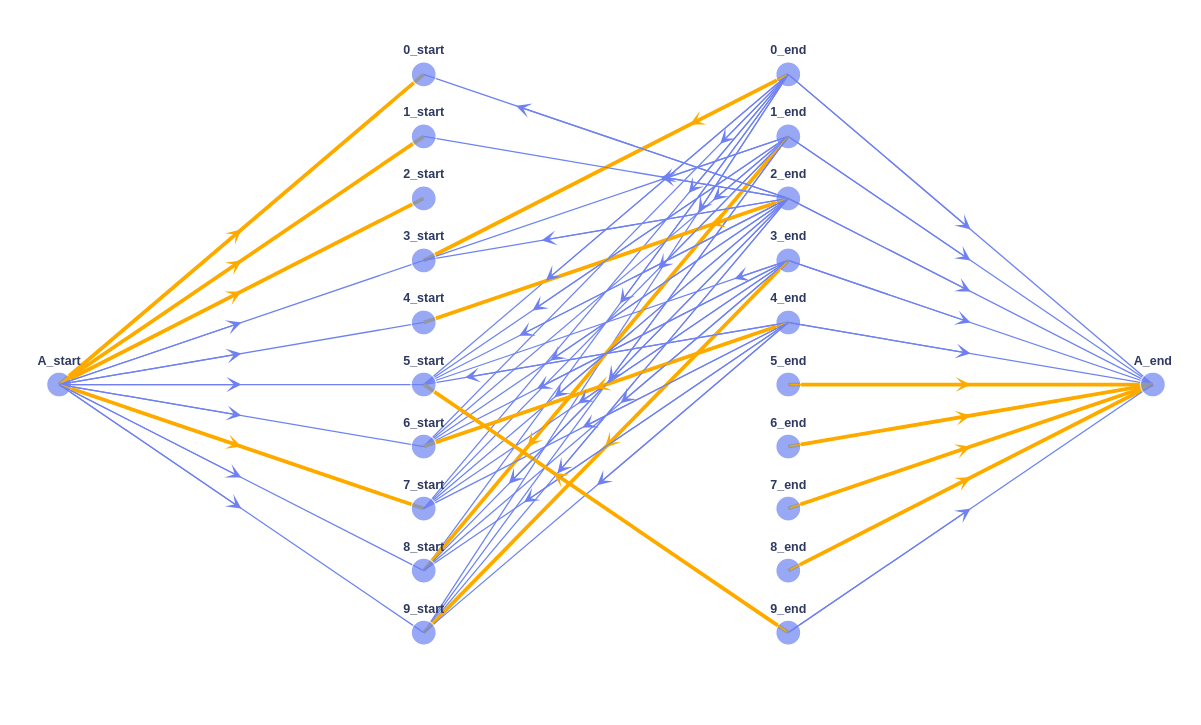 0_start
0_end
1_start
1_end
2_start
2_end
3_start
3_end
4_start
4_end
A_start
5_start
5_end
A_end
6_start
6_end
7_start
7_end
8_start
8_end
9_start
9_end